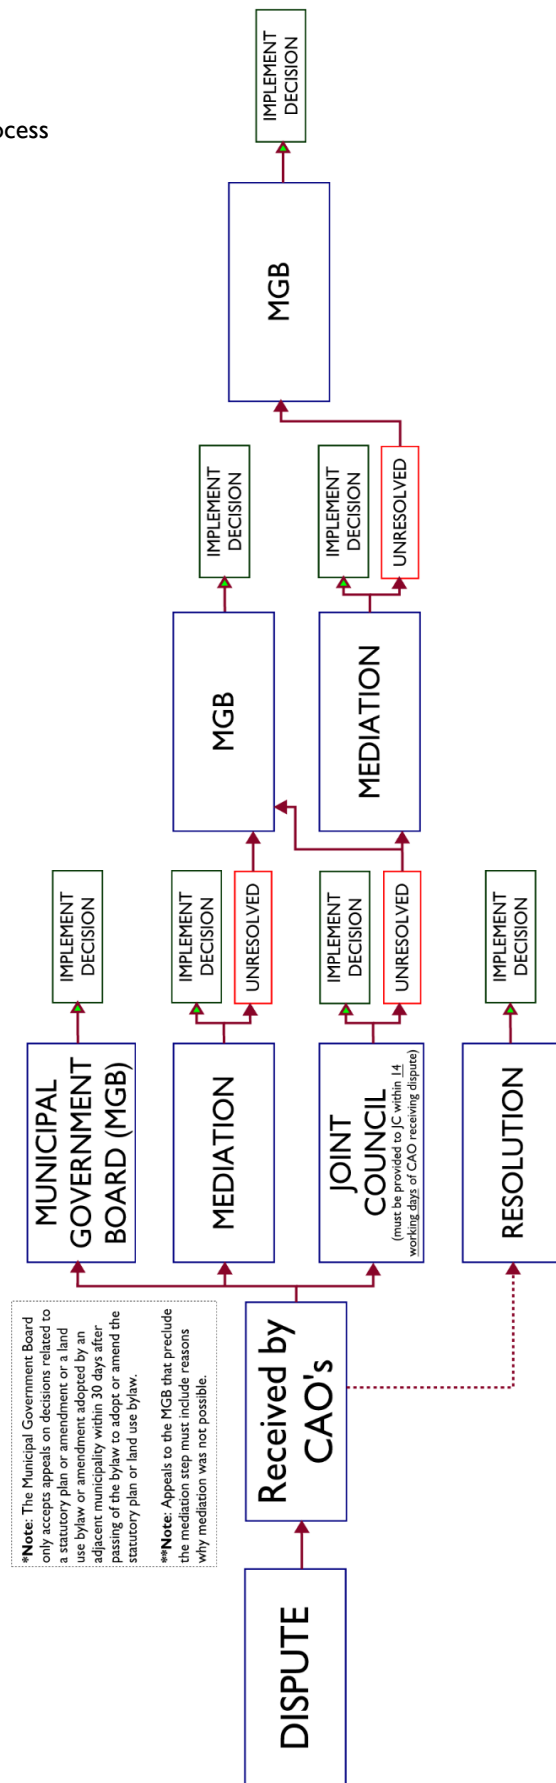 ocess
*Note: The Municipal Government Board
only accepts appeals on decisions related to
a statutory plan or amendment or a land
use bylaw or amendment adopted by an
adjacent municipality within 30 days after
passing of the bylaw to adopt or amend the
statutory plan or land use bylaw.
**Note: Appeals to the MGB that preclude
the mediation step must include reasons
why mediation was not possible.
DISPUTE
Received by
CAO's
MUNICIPAL
GOVERNMENT
BOARD (MGB)
IMPLEMENT
DECISION
MEDIATION
IMPLEMENT
DECISION
UNRESOLVED
JOINT
COUNCIL
(must be provided to JC within 14
working days of CAO receiving dispute)
IMPLEMENT
DECISION
UNRESOLVED
RESOLUTION
IMPLEMENT
DECISION
MGB
IMPLEMENT
DECISION
MEDIATION
IMPLEMENT
DECISION
UNRESOLVED
MGB
IMPLEMENT
DECISION